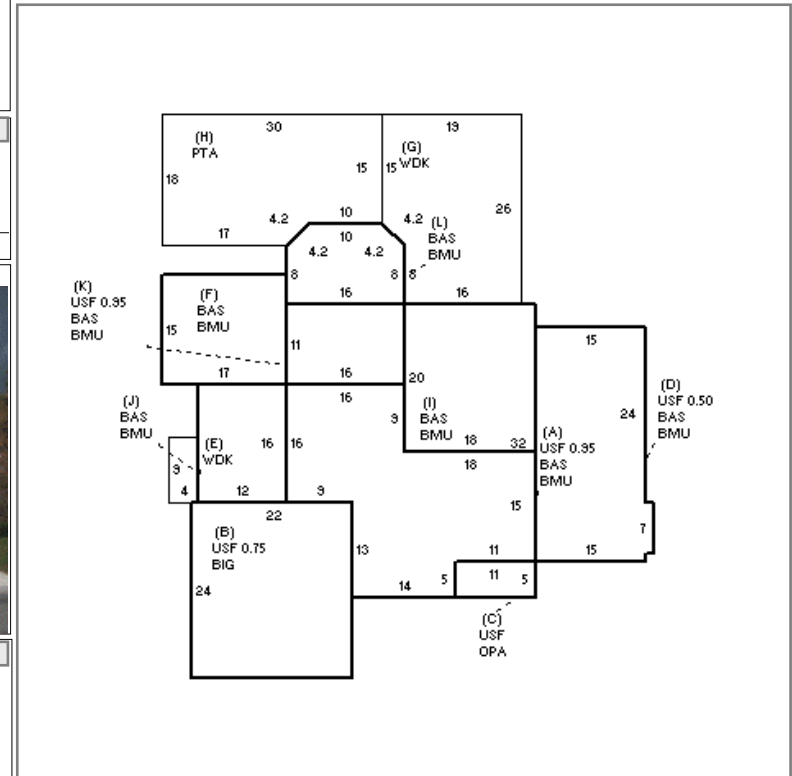 30
19
(H)
PTA
(G)
WDK
15
15
18
26
10
4.2
4.2
(L)
BAS
BMU
17
10
4.2
4.2
8
8
8
(K)
USF 0.95
BAS
BMU
(F)
BAS
BMU
16
16
15
11
15
17
16
20
(D)
USF 0.50
BAS
BMU
16
(J)
BAS
BMU
(I)
BAS
BMU
24
9
(E)
WDK
16
16
18
32
(A)
USF 0.95
BAS
BMU
18
9
4
12
9
22
15
(B)
USF 0.75
BIG
7
13
11
15
11
5
5
24
14
(C)
USF
OPA